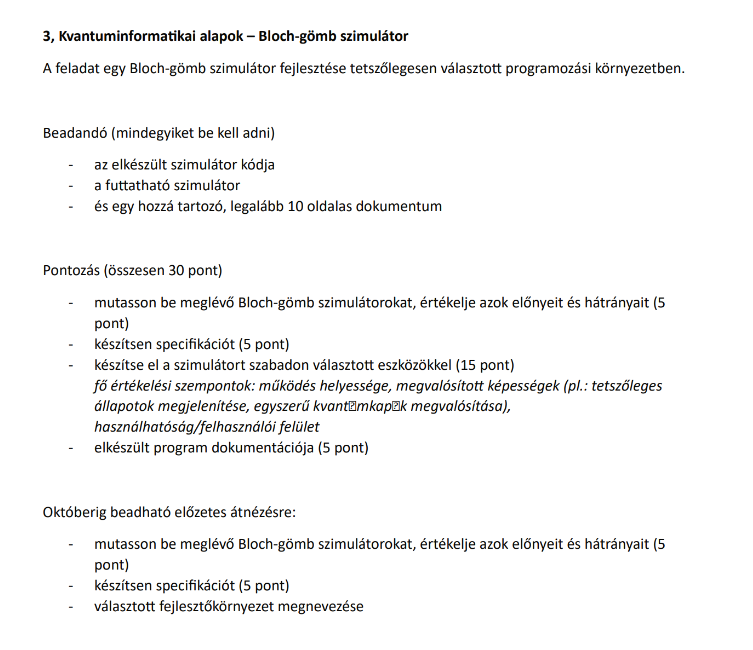 3, Kvantuminformatikai alapok – Bloch-gömb szimulátor
A feladat egy Bloch-gömb szimulátor fejlesztése tetszőlegesen választott programozási környezetben.
Beadandó (mindegyiket be kell adni)
- az elkészült szimulátor kódja
- a futtatható szimulátor
- és egy hozzá tartozó, legalább 10 oldalas dokumentum
Pontozás (összesen 30 pont)
- mutasson be meglévő Bloch-gömb szimulátorokat, értékelje azok előnyeit és hátrányait (5
pont)
- készítsen specifikációt (5 pont)
- készítse el a szimulátort szabadon választott eszközökkel (15 pont)
fő értékelési szempontok: működés helyessége, megvalósított képességek (pl.: tetszőleges
állapotok megjelenítése, egyszerű kvant⍰mkap⍰k megvalósítása),
használhatóság/felhasználói felület
- elkészült program dokumentációja (5 pont)
Októberig beadható előzetes átnézésre:
- mutasson be meglévő Bloch-gömb szimulátorokat, értékelje azok előnyeit és hátrányait (5
pont)
- készítsen specifikációt (5 pont)
- választott fejlesztőkörnyezet megnevezése